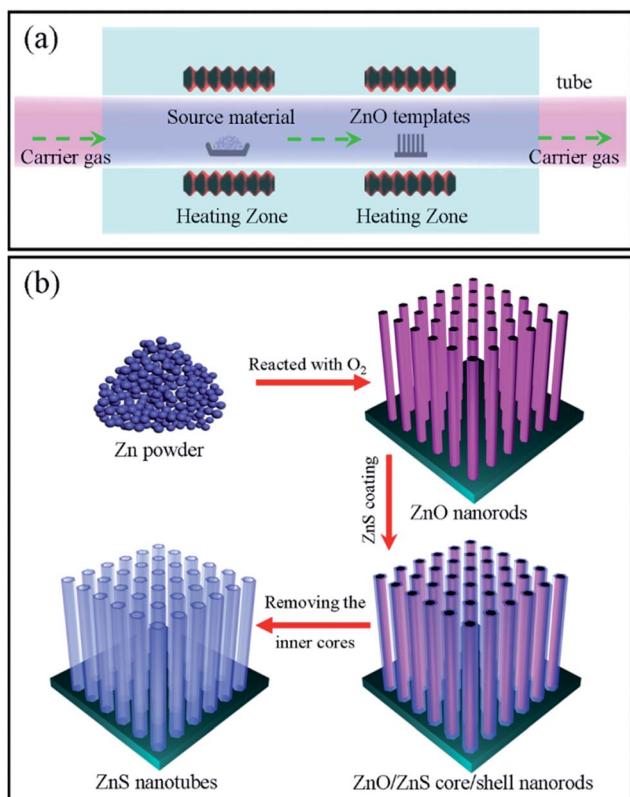 (a)
tube
Source material
ZnO templates
Carrier gas
Carrier gas
Heating Zone
Heating Zone
(b)
Reacted with O₂
Zn powder
ZnO nanorods
ZnS coating
Removing the
inner cores
ZnS nanotubes
ZnO/ZnS core/shell nanorods